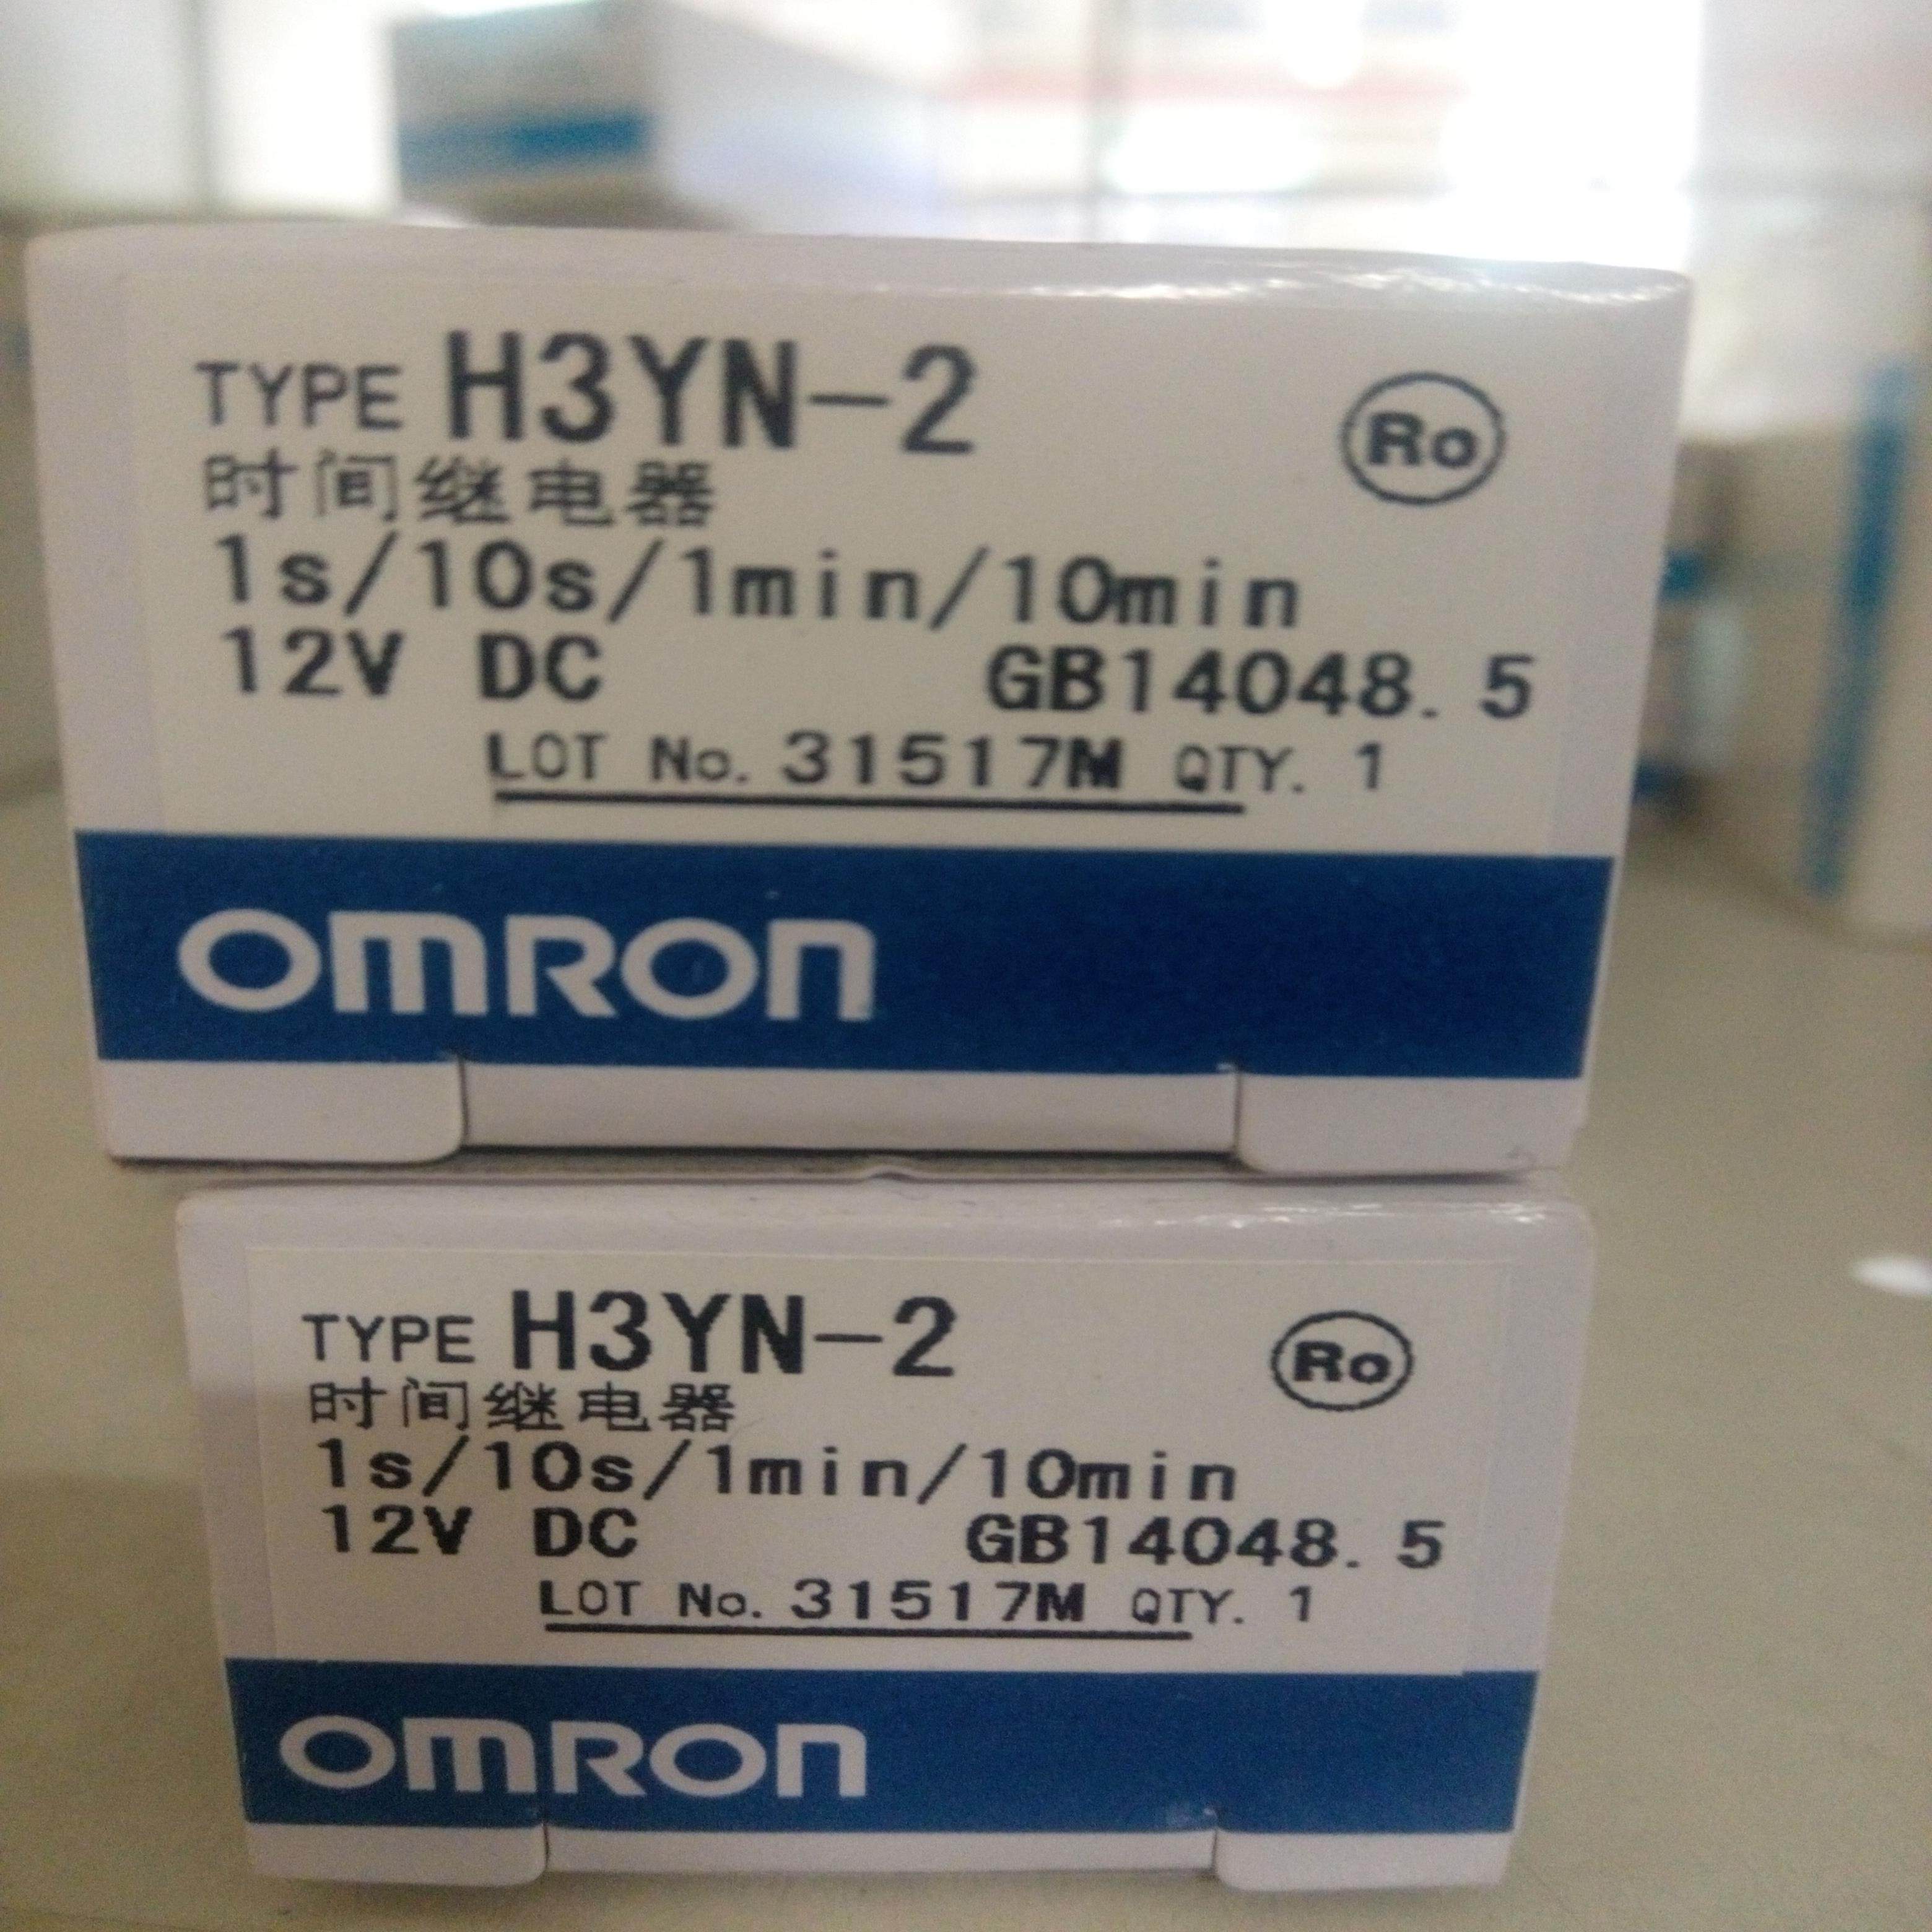 TYPE H3YN-2
Ro
时间继电器
1s/10s/1min/10min
12V DC GB14048.5
LOT No. 31517M QTY. 1
OMRON
TYPE H3YN-2
Ro
时间继电器
1s/10s/1min/10min
12V DC GB14048.5
LOT No. 31517M QTY. 1
OMRON